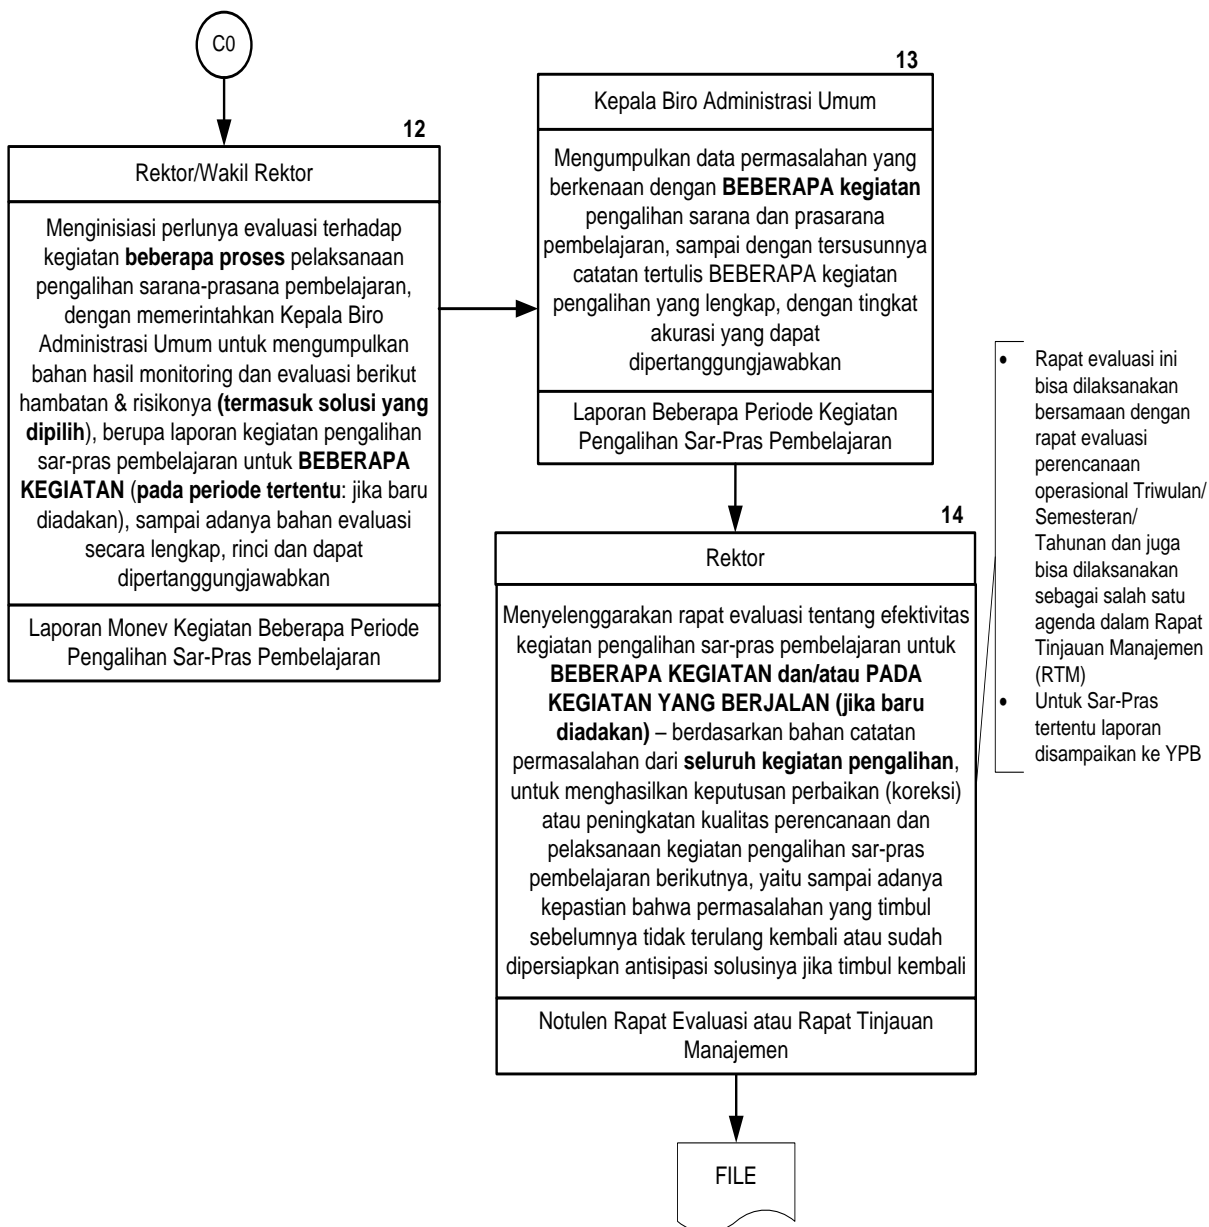 C0
12
Rektor/Wakil Rektor
Menginisiasi perlunya evaluasi terhadap
kegiatan beberapa proses pelaksanaan
pengalihan sarana-prasana pembelajaran,
dengan memerintahkan Kepala Biro
Administrasi Umum untuk mengumpulkan
bahan hasil monitoring dan evaluasi berikut
hambatan & risikonya (termasuk solusi yang
dipilih), berupa laporan kegiatan pengalihan
sar-pras pembelajaran untuk BEBERAPA
KEGIATAN (pada periode tertentu: jika baru
diadakan), sampai adanya bahan evaluasi
secara lengkap, rinci dan dapat
dipertanggungjawabkan
Laporan Monev Kegiatan Beberapa Periode
Pengalihan Sar-Pras Pembelajaran
13
Kepala Biro Administrasi Umum
Mengumpulkan data permasalahan yang
berkenaan dengan BEBERAPA kegiatan
pengalihan sarana dan prasarana
pembelajaran, sampai dengan tersusunnya
catatan tertulis BEBERAPA kegiatan
pengalihan yang lengkap, dengan tingkat
akurasi yang dapat
dipertanggungjawabkan
Laporan Beberapa Periode Kegiatan
Pengalihan Sar-Pras Pembelajaran
14
Rektor
Menyelenggarakan rapat evaluasi tentang efektivitas
kegiatan pengalihan sar-pras pembelajaran untuk
BEBERAPA KEGIATAN dan/atau PADA
KEGIATAN YANG BERJALAN (jika baru
diadakan) – berdasarkan bahan catatan
permasalahan dari seluruh kegiatan pengalihan,
untuk menghasilkan keputusan perbaikan (koreksi)
atau peningkatan kualitas perencanaan dan
pelaksanaan kegiatan pengalihan sar-pras
pembelajaran berikutnya, yaitu sampai adanya
kepastian bahwa permasalahan yang timbul
sebelumnya tidak terulang kembali atau sudah
dipersiapkan antisipasi solusinya jika timbul kembali
Notulen Rapat Evaluasi atau Rapat Tinjauan
Manajemen
• Rapat evaluasi ini
bisa dilaksanakan
bersamaan dengan
rapat evaluasi
perencanaan
operasional Triwulan/
Semesteran/
Tahunan dan juga
bisa dilaksanakan
sebagai salah satu
agenda dalam Rapat
Tinjauan Manajemen
(RTM)
• Untuk Sar-Pras
tertentu laporan
disampaikan ke YPB
FILE